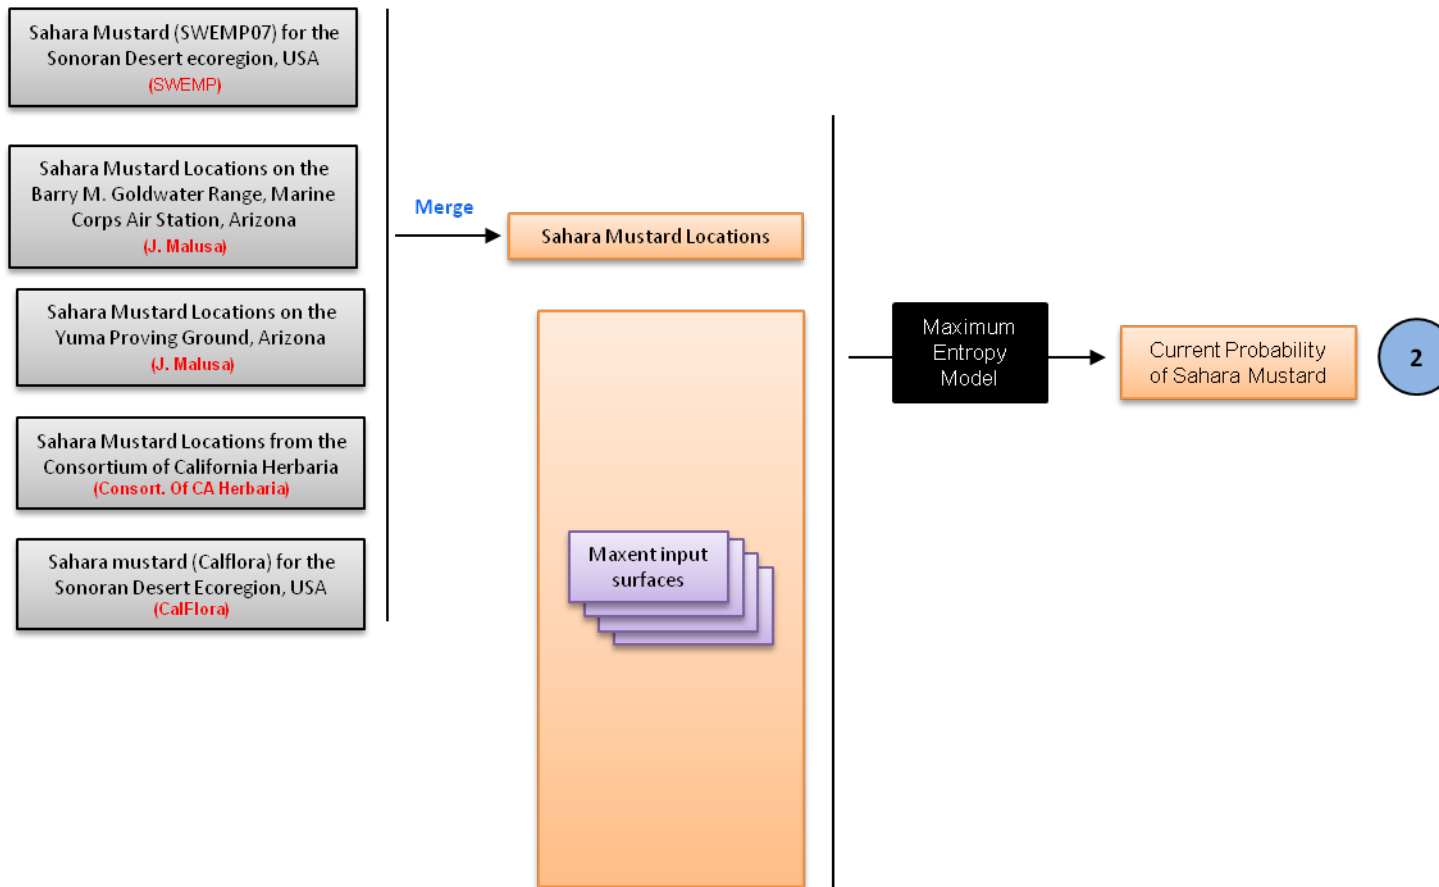 Sahara Mustard (SWEMP07) for the
Sonoran Desert ecoregion, USA
(SWEMP)
Sahara Mustard Locations on the
Barry M. Goldwater Range, Marine
Corps Air Station, Arizona
(J. Malusa)
Sahara Mustard Locations on the
Yuma Proving Ground, Arizona
(J. Malusa)
Sahara Mustard Locations from the
Consortium of California Herbaria
(Consort. Of CA Herbaria)
Sahara mustard (Calflora) for the
Sonoran Desert Ecoregion, USA
(CalFlora)
Merge
Sahara Mustard Locations
Maxent input
surfaces
Maximum
Entropy
Model
Current Probability
of Sahara Mustard
2